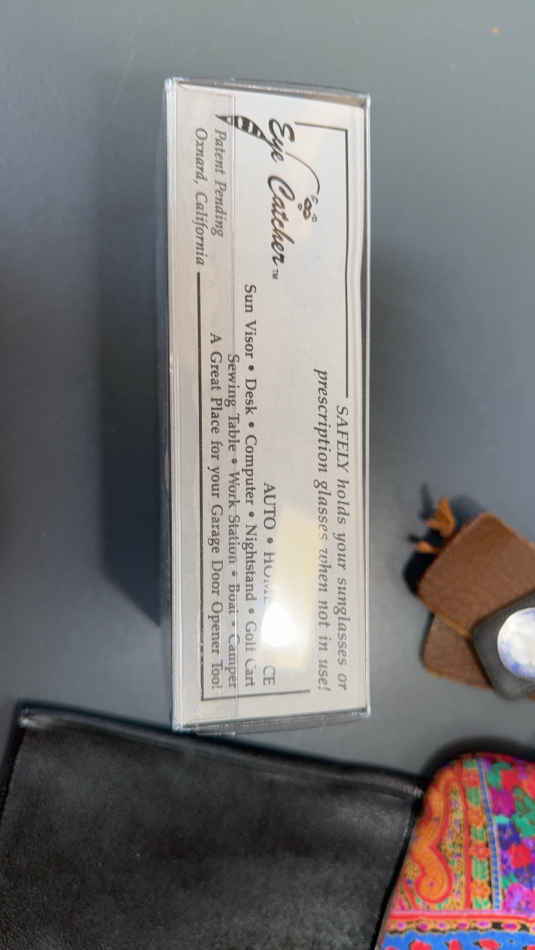 SAFELY holds your sunglasses or
prescription glasses when not in use!
Eye Catcher™
AUTO • HOME CE
Sun Visor • Desk • Computer • Nightstand • Golf Cart
Sewing Table • Work Station • Boat • Camper
A Great Place for your Garage Door Opener Too!
Patent Pending
Oxnard, California